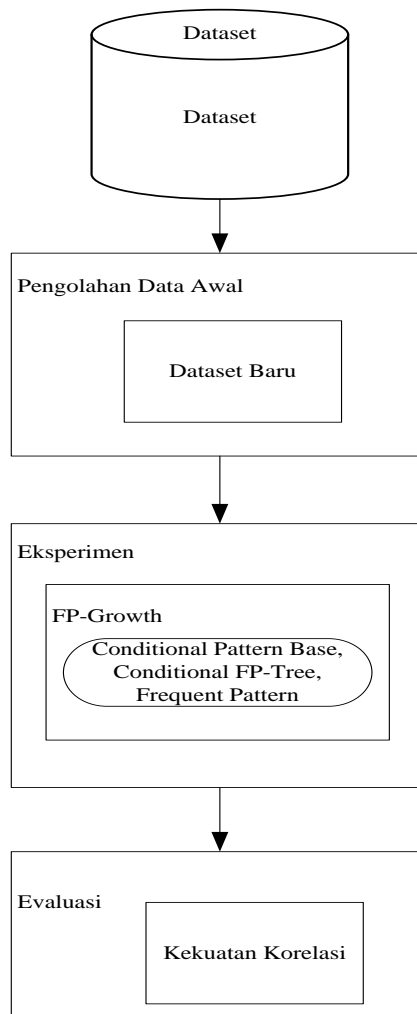 Dataset
Dataset
Pengolahan Data Awal
Dataset Baru
Eksperimen
FP-Growth
Conditional Pattern Base,
Conditional FP-Tree,
Frequent Pattern
Evaluasi
Kekuatan Korelasi